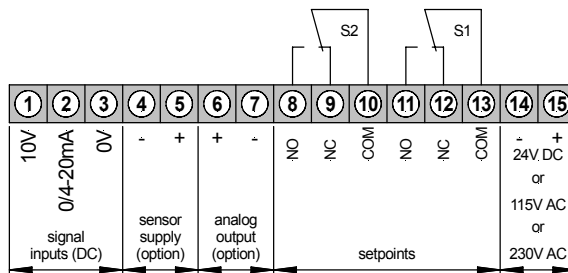 S2 S1
1 2 3 4 5 6 7 8 9 10 11 12 13 14 15
10V 0/4-20mA 0V - + + - NO NC COM NO NC COM - +
24V DC
or
115V AC
or
230V AC
signal
inputs (DC)
sensor
supply
(option)
analog
output
(option)
setpoints